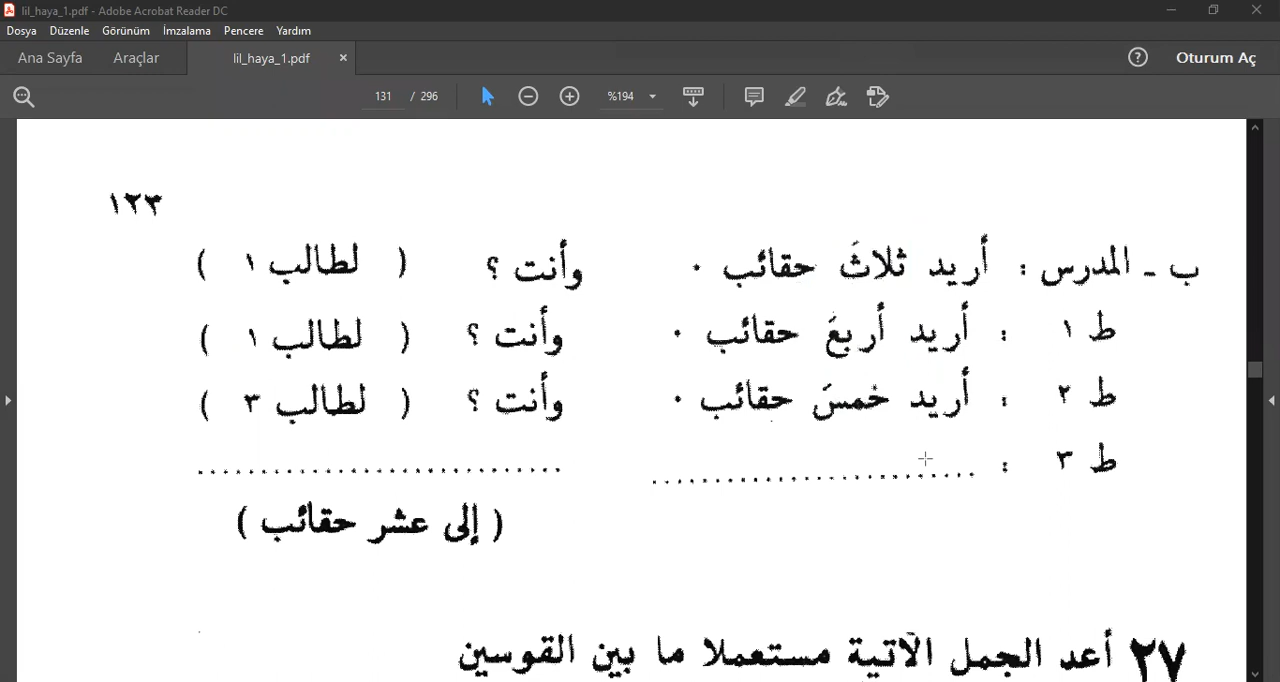 lil_haya_1.pdf - Adobe Acrobat Reader DC
Dosya Düzenle Görünüm İmzalama Pencere Yardım
Ana Sayfa Araçlar lil_haya_1.pdf × ? Oturum Aç
131 / 296 %194
١٢٣
ب - المدرس : أريد ثلاثَ حقائب . وأنت ؟ ( لطالب ١ )
ط ١ : أريد أربعَ حقائب . وأنت ؟ ( لطالب ١ )
ط ٢ : أريد خمسَ حقائب . وأنت ؟ ( لطالب ٣ )
ط ٣ : .......................... .............................
( إلى عشر حقائب )
٢٧ أعد الجمل الآتية مستعملا ما بين القوسين